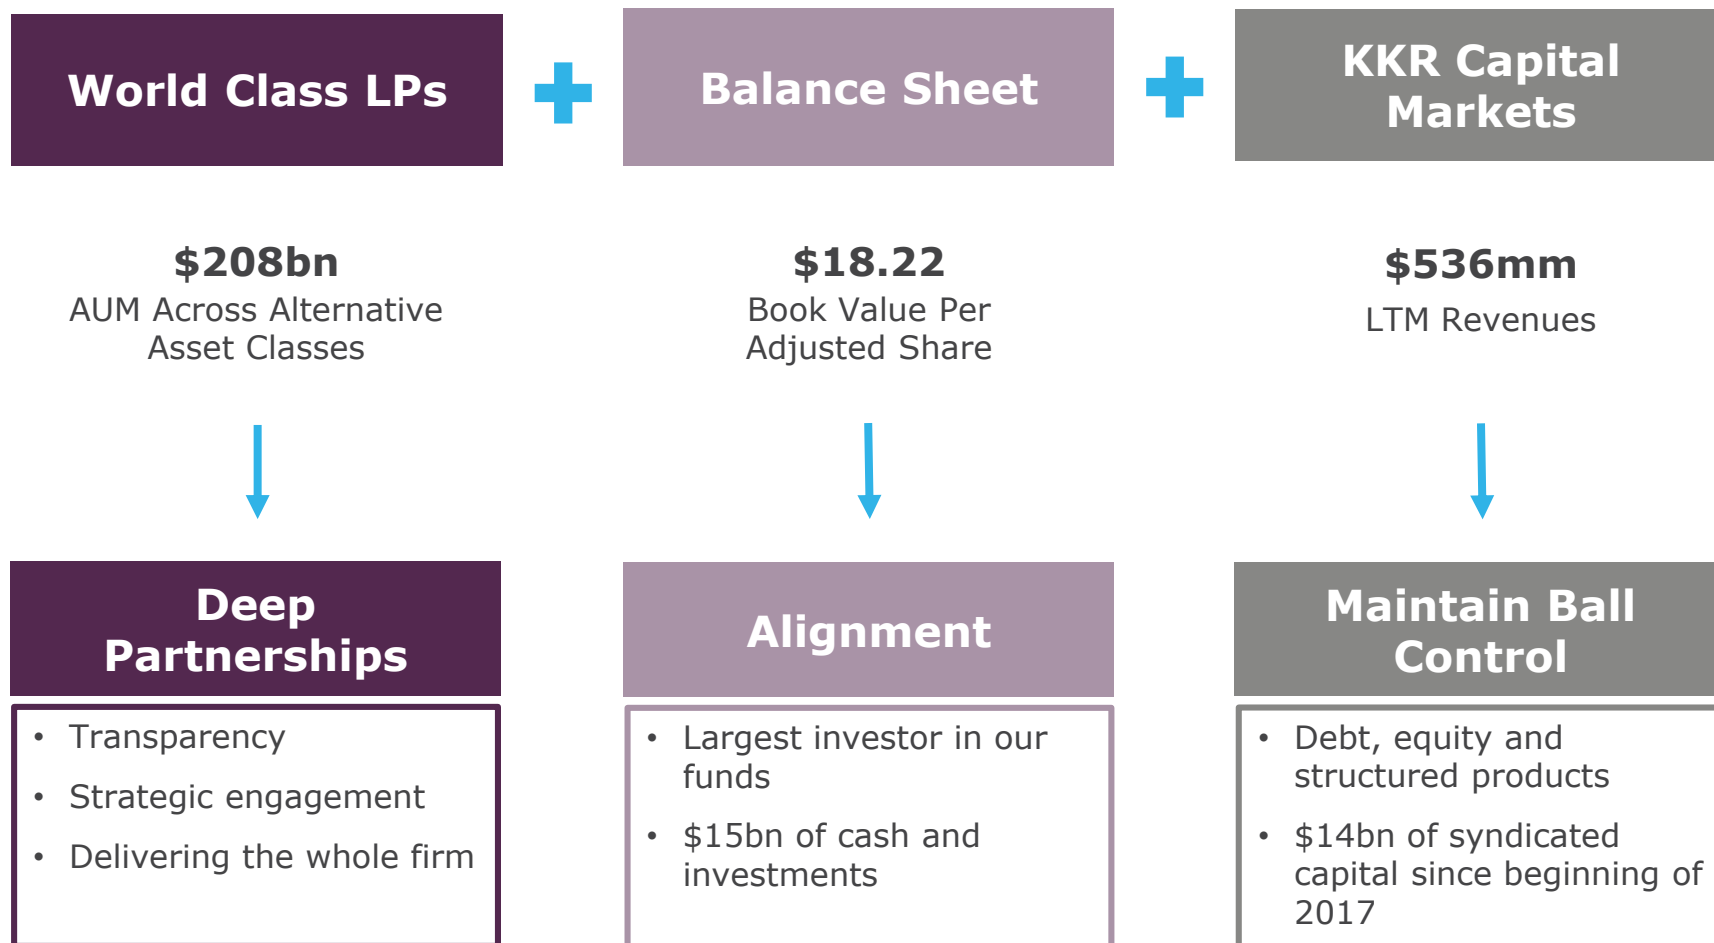 World Class LPs
Balance Sheet
KKR Capital
Markets
$208bn
AUM Across Alternative
Asset Classes
$18.22
Book Value Per
Adjusted Share
$536mm
LTM Revenues
Deep
Partnerships
• Transparency
• Strategic engagement
• Delivering the whole firm
Alignment
• Largest investor in our
funds
• $15bn of cash and
investments
Maintain Ball
Control
• Debt, equity and
structured products
• $14bn of syndicated
capital since beginning of
2017